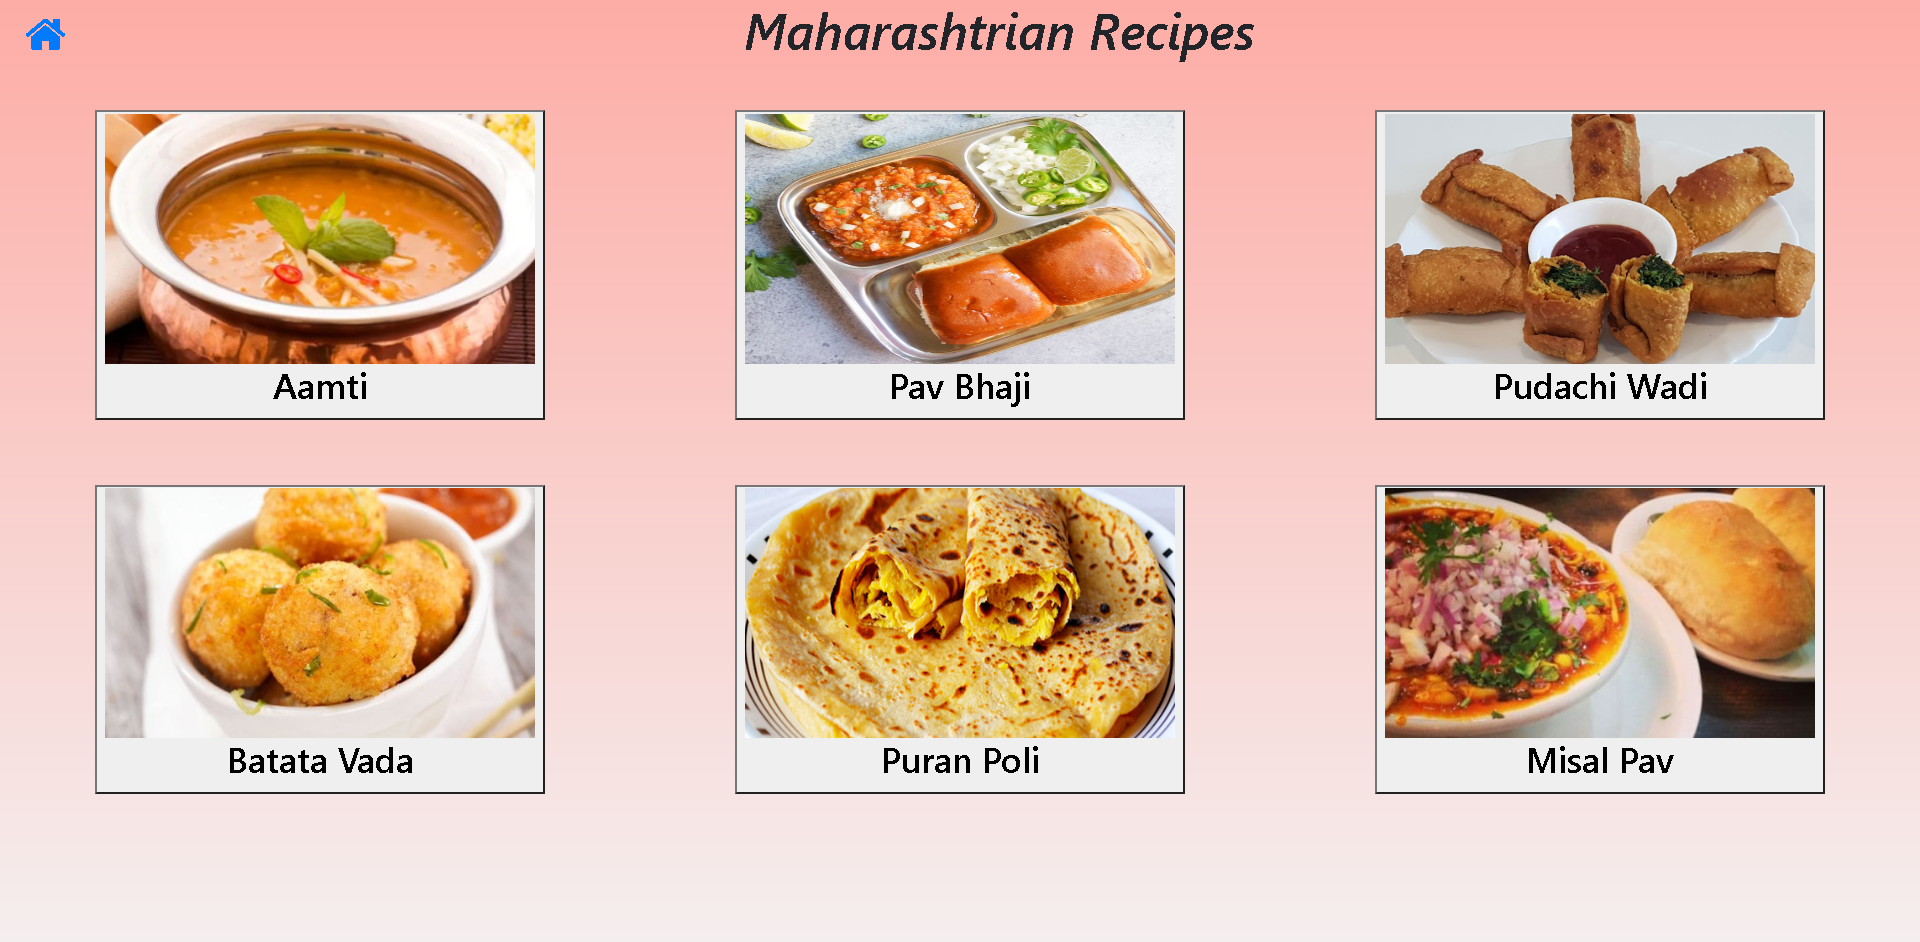 Maharashtrian Recipes
Aamti
Pav Bhaji
Pudachi Wadi
Batata Vada
Puran Poli
Misal Pav